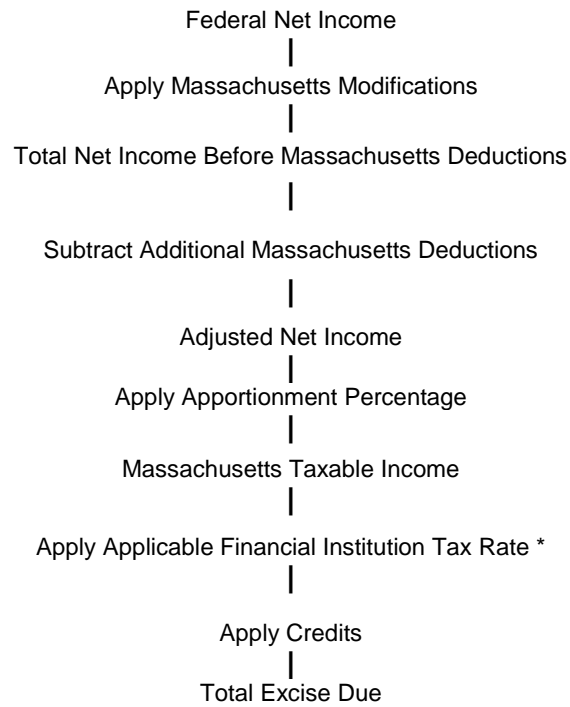 Federal Net Income
Apply Massachusetts Modifications
Total Net Income Before Massachusetts Deductions
Subtract Additional Massachusetts Deductions
Adjusted Net Income
Apply Apportionment Percentage
Massachusetts Taxable Income
Apply Applicable Financial Institution Tax Rate *
Apply Credits
Total Excise Due